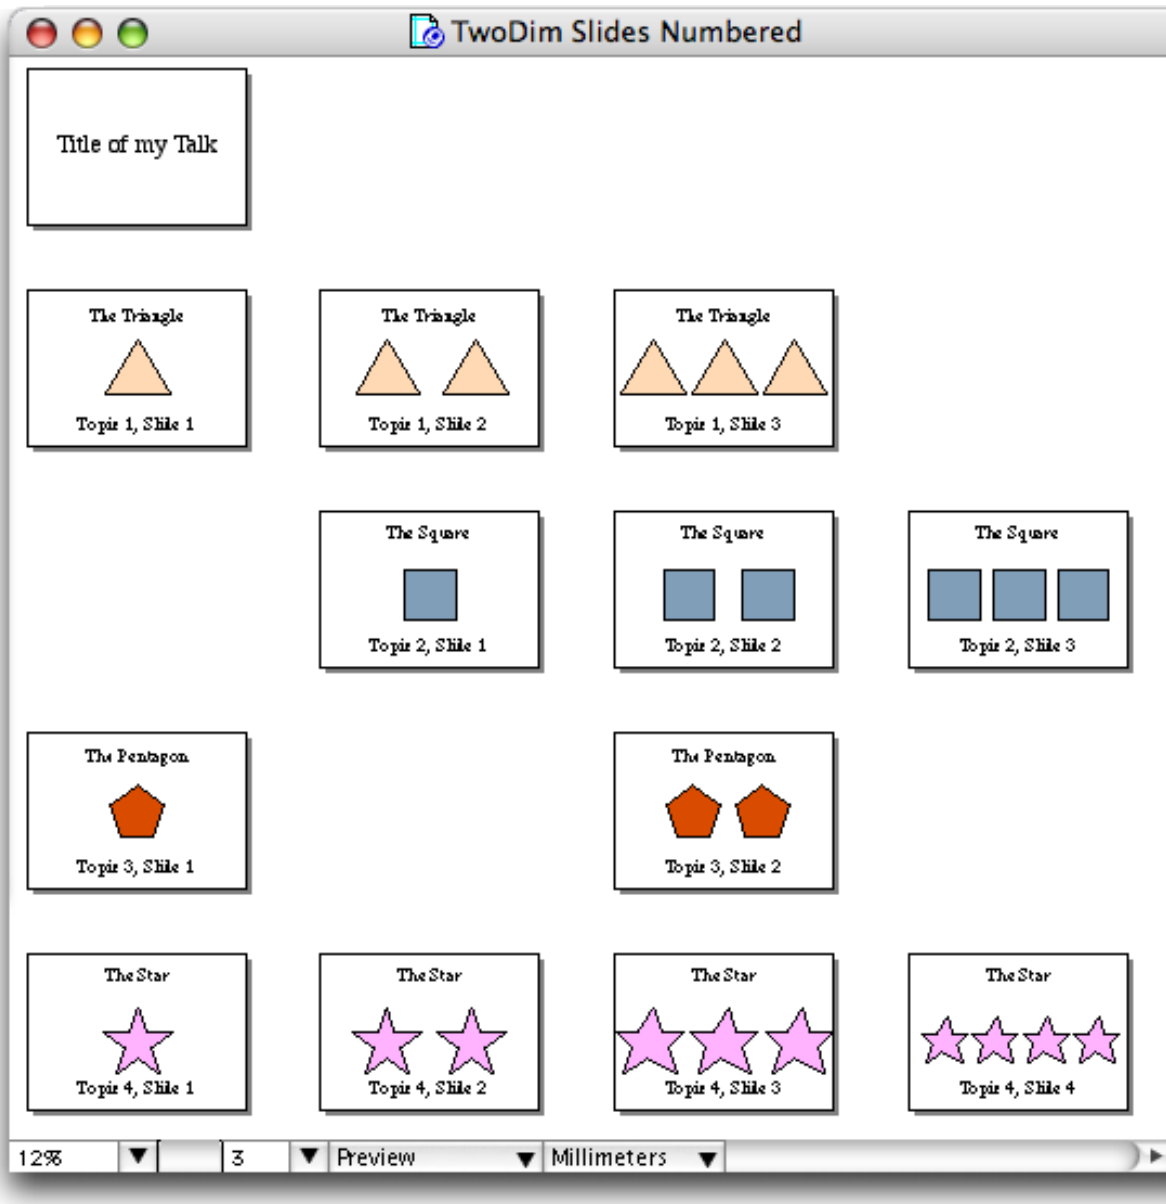 TwoDim Slides Numbered
Title of my Talk
The Triangle
Topic 1, Slide 1
The Triangle
Topic 1, Slide 2
The Triangle
Topic 1, Slide 3
The Square
Topic 2, Slide 1
The Square
Topic 2, Slide 2
The Square
Topic 2, Slide 3
The Pentagon
Topic 3, Slide 1
The Pentagon
Topic 3, Slide 2
The Star
Topic 4, Slide 1
The Star
Topic 4, Slide 2
The Star
Topic 4, Slide 3
The Star
Topic 4, Slide 4
12% 3 Preview Millimeters